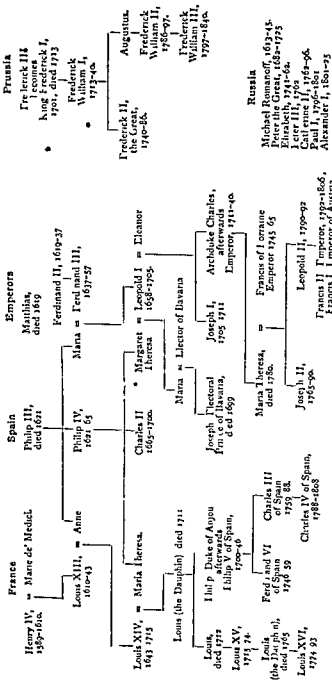 France
Henry IV, = Marie de' Medici.
1589-1610.
Louis XIII, = Anne
1610-43
Louis XIV, = Maria Theresa,
1643 1715
Louis (the Dauphin) died 1711
Louis,
died 1712
Louis XV,
1715 74.
Louis
died 1765
Louis XVI,
1774 93
Philip Duke of Anjou
afterwards
Philip V of Spain,
1700-46
Ferdinand VI
of Spain
1746 59
Charles III
of Spain
1759 88.
Charles IV of Spain,
1788-1808
Spain
Philip III,
died 1621
Philip IV,
1621 65
Charles II
1665-1700.
Maria = Ferdinand III,
1637-57
Margaret = Leopold I = Eleanor
Theresa
1658-1705.
Maria = Elector of Bavaria
Joseph Electoral
Prince of Bavaria,
died 1699
Emperors
Matthias,
died 1619
Ferdinand II, 1619-37
Joseph I,
1705 1711
Archduke Charles,
afterwards
Emperor, 1711-40.
Maria Theresa, = Francis of Lorraine
died 1780.
Emperor 1745 65
Joseph II,
1765-90.
Leopold II, 1790-92
Francis II Emperor, 1792-1806,
Emperor of Austria
Prussia
Frederick III
becomes
King Frederick I,
1701, died 1713
Frederick
William I,
1713-40.
Frederick II,
the Great,
1740-86.
Augustus.
Frederick
William II,
1786-97.
Frederick
William III,
1797-1840.
Russia
Michael Romanoff, 1613-45.
Peter the Great, 1682-1725
Elizabeth, 1741-62.
Peter III, 1762
Catherine II, 1762-96.
Paul I, 1796-1801
Alexander I, 1801-25